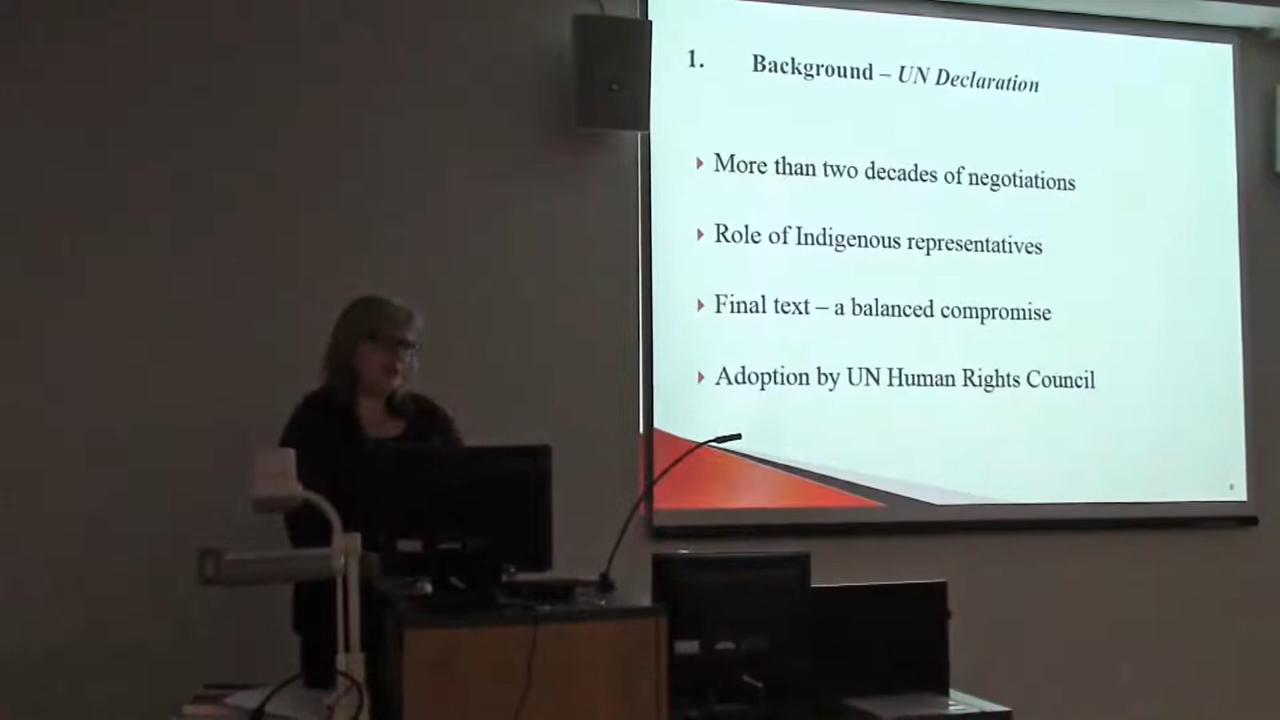 1. Background – UN Declaration
More than two decades of negotiations
Role of Indigenous representatives
Final text – a balanced compromise
Adoption by UN Human Rights Council